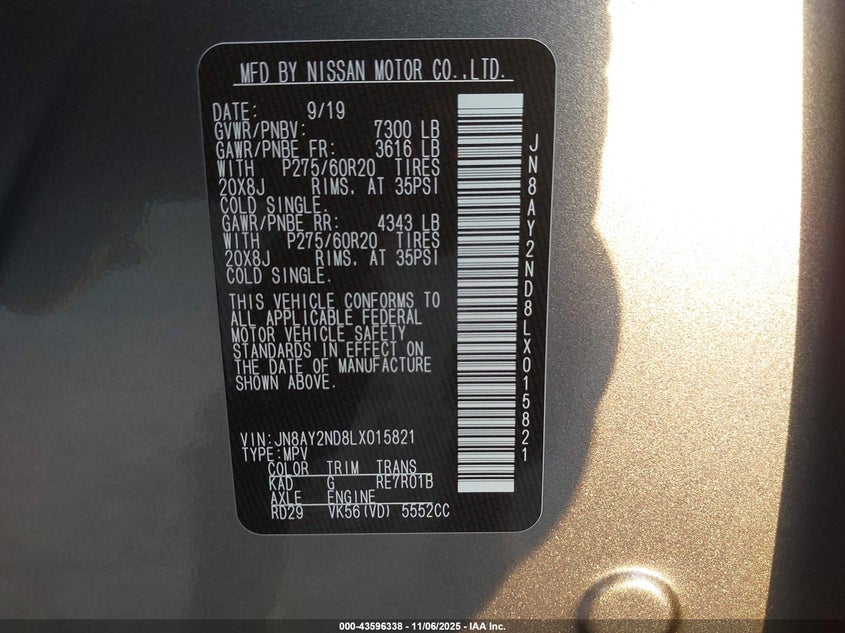 MFD BY NISSAN MOTOR CO.,LTD.
DATE: 9/19
GVWR/PNBV: 7300 LB
GAWR/PNBE FR: 3616 LB
WITH P275/60R20 TIRES
20X8J RIMS, AT 35PSI
COLD SINGLE.
GAWR/PNBE RR: 4343 LB
WITH P275/60R20 TIRES
20X8J RIMS, AT 35PSI
COLD SINGLE.
THIS VEHICLE CONFORMS TO
ALL APPLICABLE FEDERAL
MOTOR VEHICLE SAFETY
STANDARDS IN EFFECT ON
THE DATE OF MANUFACTURE
SHOWN ABOVE.
VIN:JN8AY2ND8LX015821
TYPE:MPV
COLOR TRIM TRANS
KAD G RE7R01B
AXLE ENGINE
RD29 VK56(VD) 5552CC
JN8AY2ND8LX015821
000-43596338 - 11/06/2025 - IAA Inc.